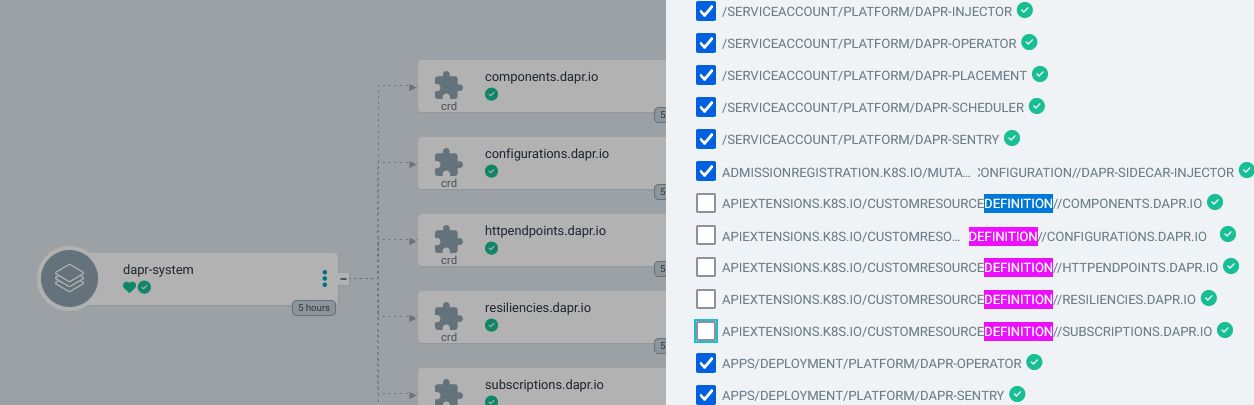 components.dapr.io
crd
5
configurations.dapr.io
crd
5
httpendpoints.dapr.io
crd
5
dapr-system
5 hours
resiliencies.dapr.io
crd
5
subscriptions.dapr.io
/SERVICEACCOUNT/PLATFORM/DAPR-INJECTOR
/SERVICEACCOUNT/PLATFORM/DAPR-OPERATOR
/SERVICEACCOUNT/PLATFORM/DAPR-PLACEMENT
/SERVICEACCOUNT/PLATFORM/DAPR-SCHEDULER
/SERVICEACCOUNT/PLATFORM/DAPR-SENTRY
ADMISSIONREGISTRATION.K8S.IO/MUTA... :ONFIGURATION//DAPR-SIDECAR-INJECTOR
APIEXTENSIONS.K8S.IO/CUSTOMRESOURCEDEFINITION//COMPONENTS.DAPR.IO
APIEXTENSIONS.K8S.IO/CUSTOMRESO... DEFINITION//CONFIGURATIONS.DAPR.IO
APIEXTENSIONS.K8S.IO/CUSTOMRESOURCEDEFINITION//HTTPENDPOINTS.DAPR.IO
APIEXTENSIONS.K8S.IO/CUSTOMRESOURCEDEFINITION//RESILIENCIES.DAPR.IO
APIEXTENSIONS.K8S.IO/CUSTOMRESOURCEDEFINITION//SUBSCRIPTIONS.DAPR.IO
APPS/DEPLOYMENT/PLATFORM/DAPR-OPERATOR
APPS/DEPLOYMENT/PLATFORM/DAPR-SENTRY